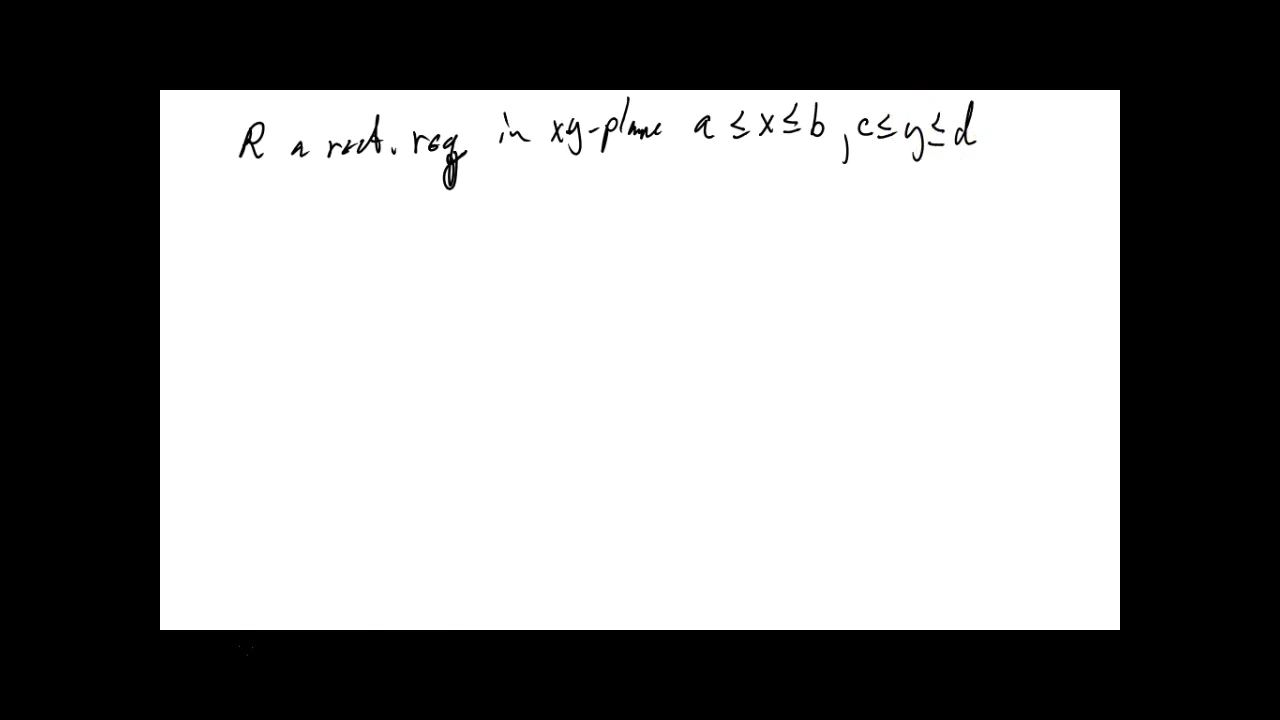 R a rect. reg in xy-plane a ≤ x ≤ b, c ≤ y ≤ d